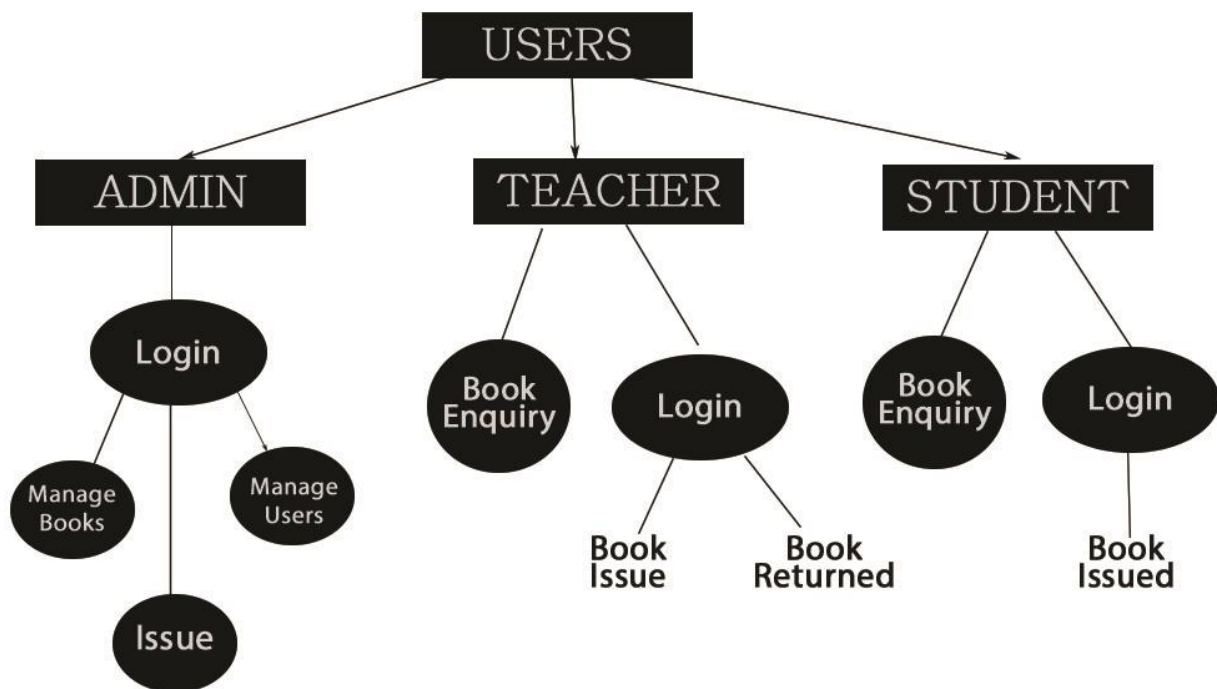 USERS
ADMIN
TEACHER
STUDENT
Login
Book
Enquiry
Login
Book
Enquiry
Login
Manage
Books
Manage
Users
Book
Issue
Book
Returned
Book
Issued
Issue